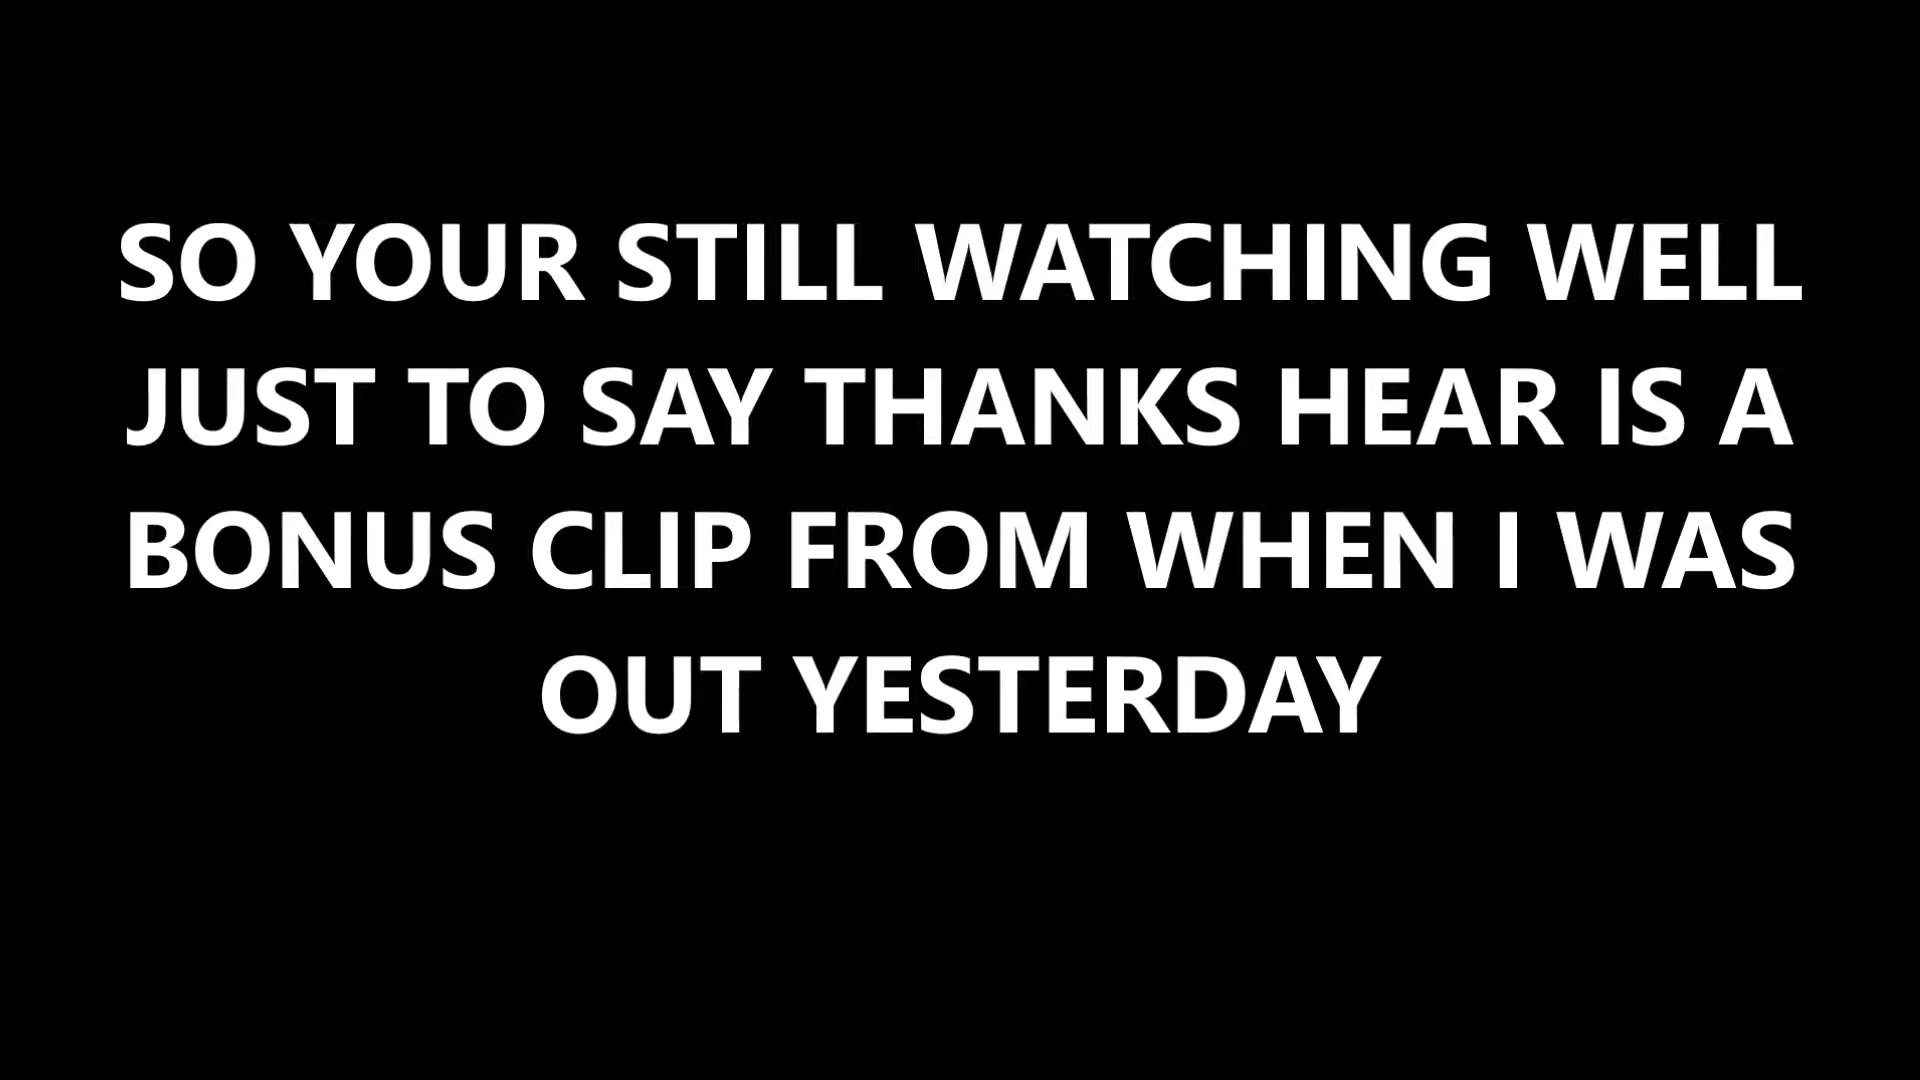 SO YOUR STILL WATCHING WELL
JUST TO SAY THANKS HEAR IS A
BONUS CLIP FROM WHEN I WAS
OUT YESTERDAY